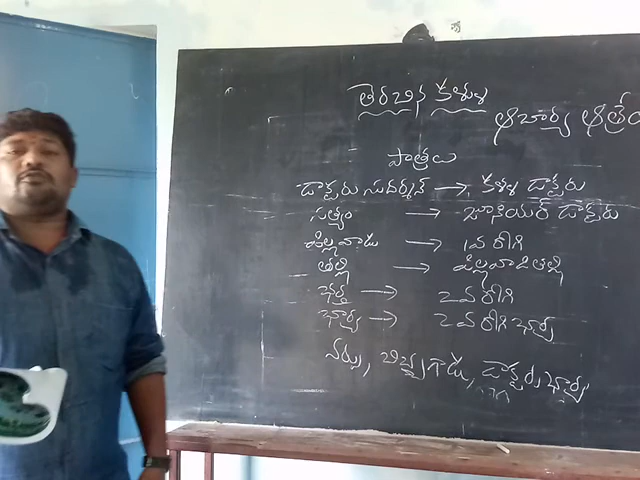 తెరచిన కళ్ళు
ఆచార్య ఆత్రేయ
పాత్రలు
డాక్టరు సుదర్శన్ → కళ్ళ డాక్టరు
సత్యం → జూనియర్ డాక్టరు
పిల్లవాడు → 1వ రోగి
తల్లి → పిల్లవాడి తల్లి
భర్త → 2వ రోగి
భార్య → 2వ రోగి భార్య
నర్సు, బిచ్చగాడు, డాక్టర్ భార్య